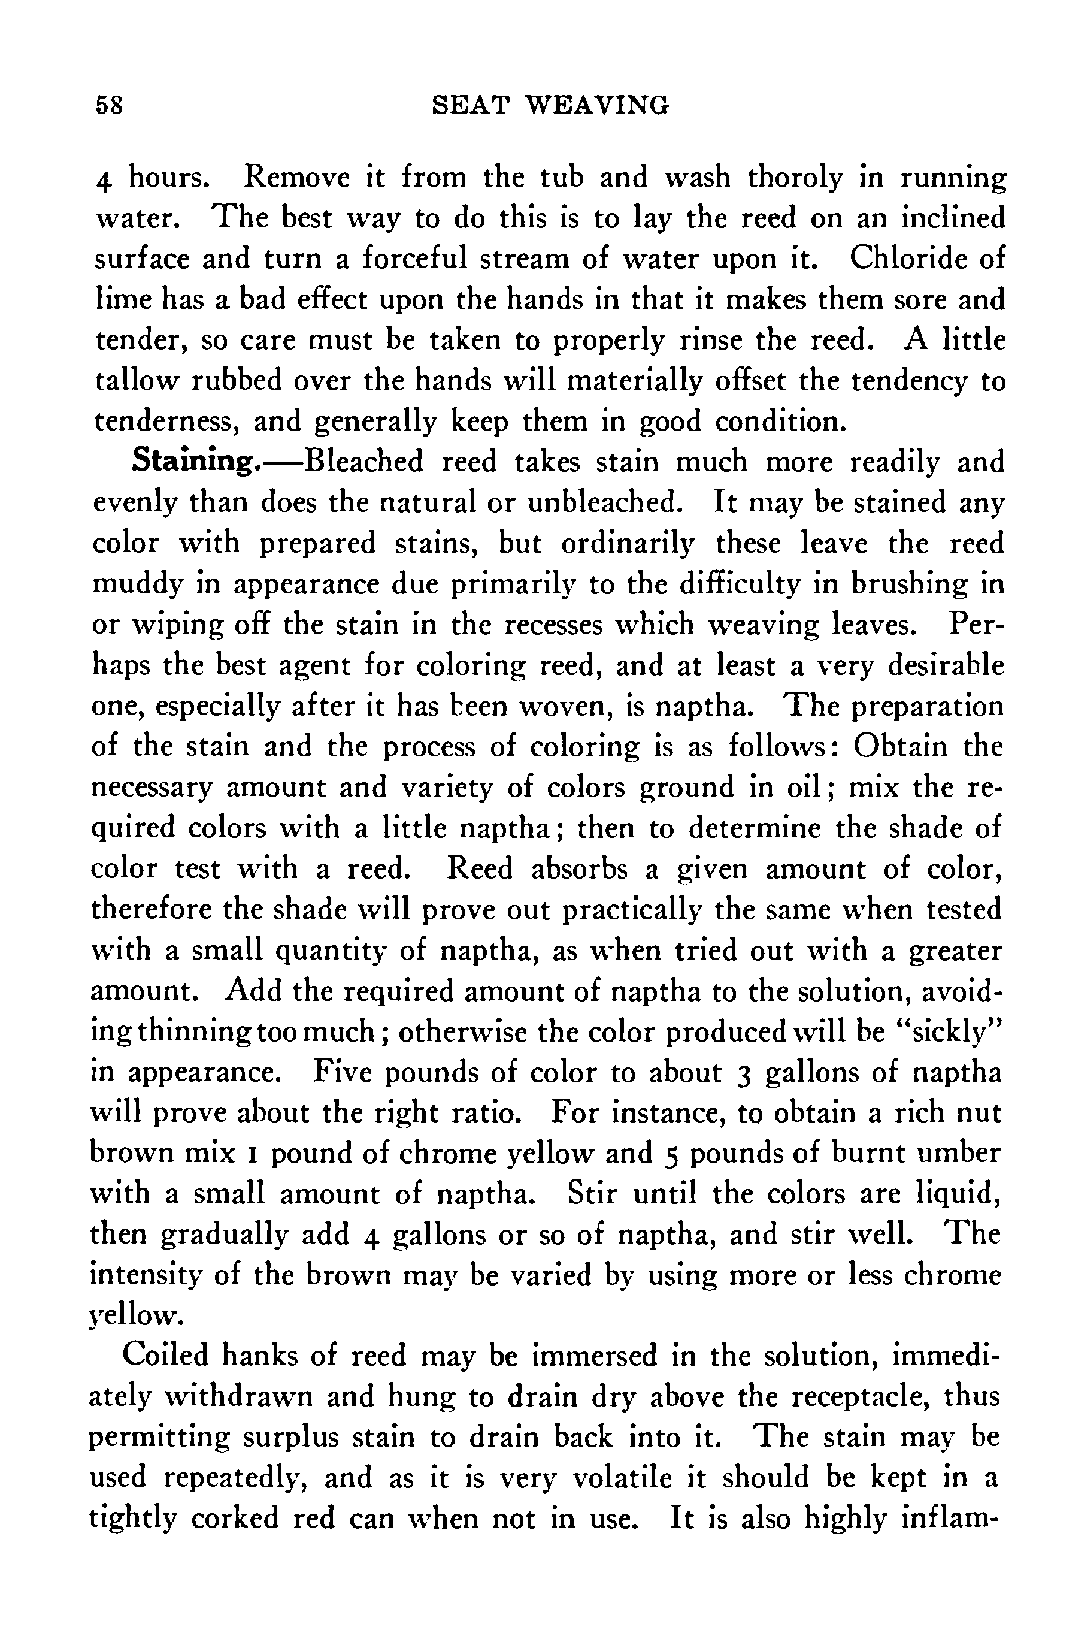 58 SEAT WEAVING
4 hours. Remove it from the tub and wash thoroly in running
water. The best way to do this is to lay the reed on an inclined
surface and turn a forceful stream of water upon it. Chloride of
lime has a bad effect upon the hands in that it makes them sore and
tender, so care must be taken to properly rinse the reed. A little
tallow rubbed over the hands will materially offset the tendency to
tenderness, and generally keep them in good condition.
Staining.—Bleached reed takes stain much more readily and
evenly than does the natural or unbleached. It may be stained any
color with prepared stains, but ordinarily these leave the reed
muddy in appearance due primarily to the difficulty in brushing in
or wiping off the stain in the recesses which weaving leaves. Per-
haps the best agent for coloring reed, and at least a very desirable
one, especially after it has been woven, is naptha. The preparation
of the stain and the process of coloring is as follows: Obtain the
necessary amount and variety of colors ground in oil; mix the re-
quired colors with a little naptha; then to determine the shade of
color test with a reed. Reed absorbs a given amount of color,
therefore the shade will prove out practically the same when tested
with a small quantity of naptha, as when tried out with a greater
amount. Add the required amount of naptha to the solution, avoid-
ing thinning too much; otherwise the color produced will be “sickly”
in appearance. Five pounds of color to about 3 gallons of naptha
will prove about the right ratio. For instance, to obtain a rich nut
brown mix 1 pound of chrome yellow and 5 pounds of burnt umber
with a small amount of naptha. Stir until the colors are liquid,
then gradually add 4 gallons or so of naptha, and stir well. The
intensity of the brown may be varied by using more or less chrome
yellow.
Coiled hanks of reed may be immersed in the solution, immedi-
ately withdrawn and hung to drain dry above the receptacle, thus
permitting surplus stain to drain back into it. The stain may be
used repeatedly, and as it is very volatile it should be kept in a
tightly corked red can when not in use. It is also highly inflam-